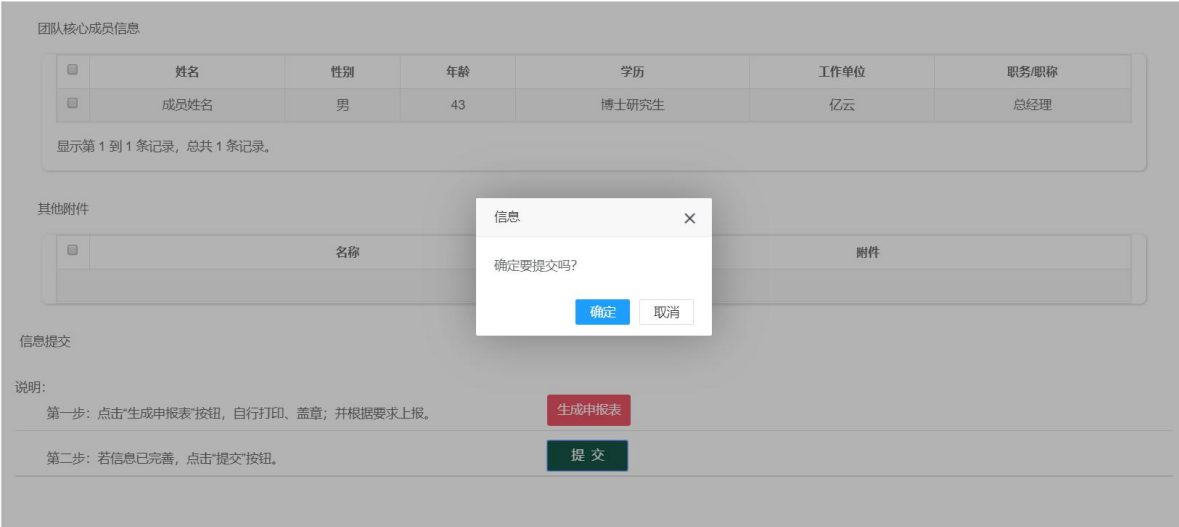 团队核心成员信息
姓名 性别 年龄 学历 工作单位 职务/职称
成员姓名 男 43 博士研究生 亿云 总经理
显示第 1 到 1 条记录，总共 1 条记录。
其他附件
名称 附件
信息
确定要提交吗?
确定 取消
信息提交
说明：
第一步：点击“生成申报表”按钮，自行打印、盖章；并根据要求上报。 生成申报表
第二步：若信息已完善，点击“提交”按钮。 提 交